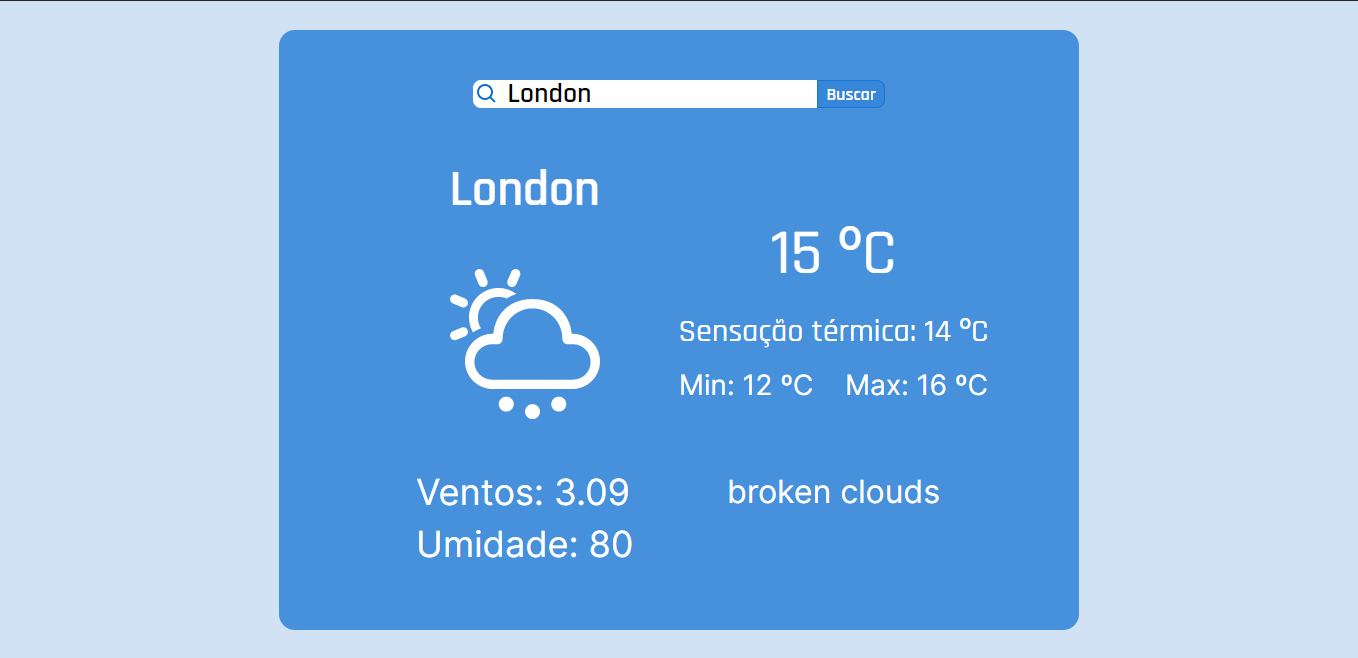 London
Buscar
London
15 ºC
Sensação térmica: 14 ºC
Min: 12 ºC Max: 16 ºC
Ventos: 3.09
Umidade: 80
broken clouds